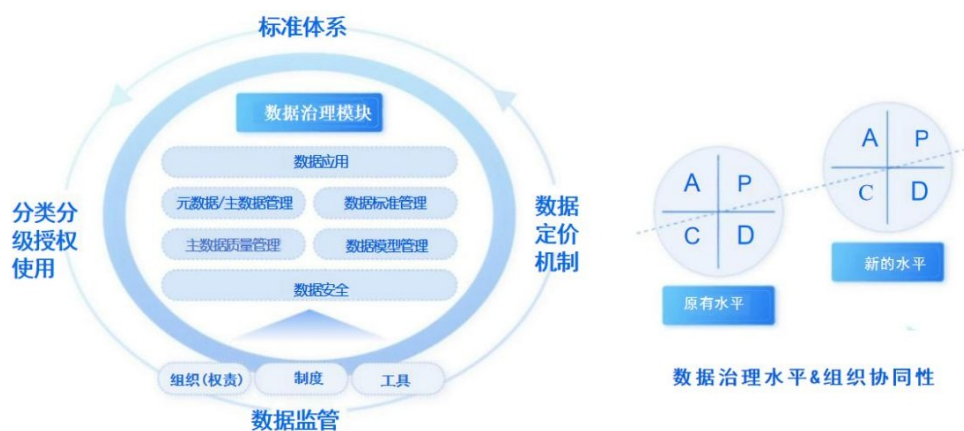 标准体系
数据治理模块
数据应用
元数据/主数据管理
数据标准管理
主数据质量管理
数据模型管理
数据安全
分类分
级授权
使用
数据
定价
机制
组织(权责)
制度
工具
数据监管
A P
C D
原有水平
A P
C D
新的水平
数据治理水平&组织协同性